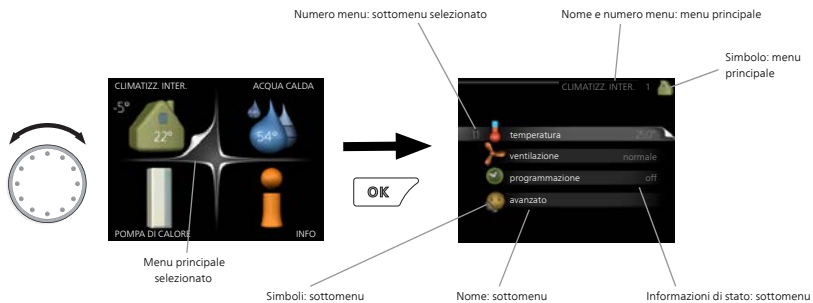 Numero menu: sottomenu selezionato
Nome e numero menu: menu principale
Simbolo: menu
principale
CLIMATIZZ. INTER.
ACQUA CALDA
-5°
22°
54°
POMPA DI CALORE
INFO
Menu principale
selezionato
OK
CLIMATIZZ. INTER. 1
temperatura
ventilazione normale
programmazione off
avanzato
Simboli: sottomenu
Nome: sottomenu
Informazioni di stato: sottomenu